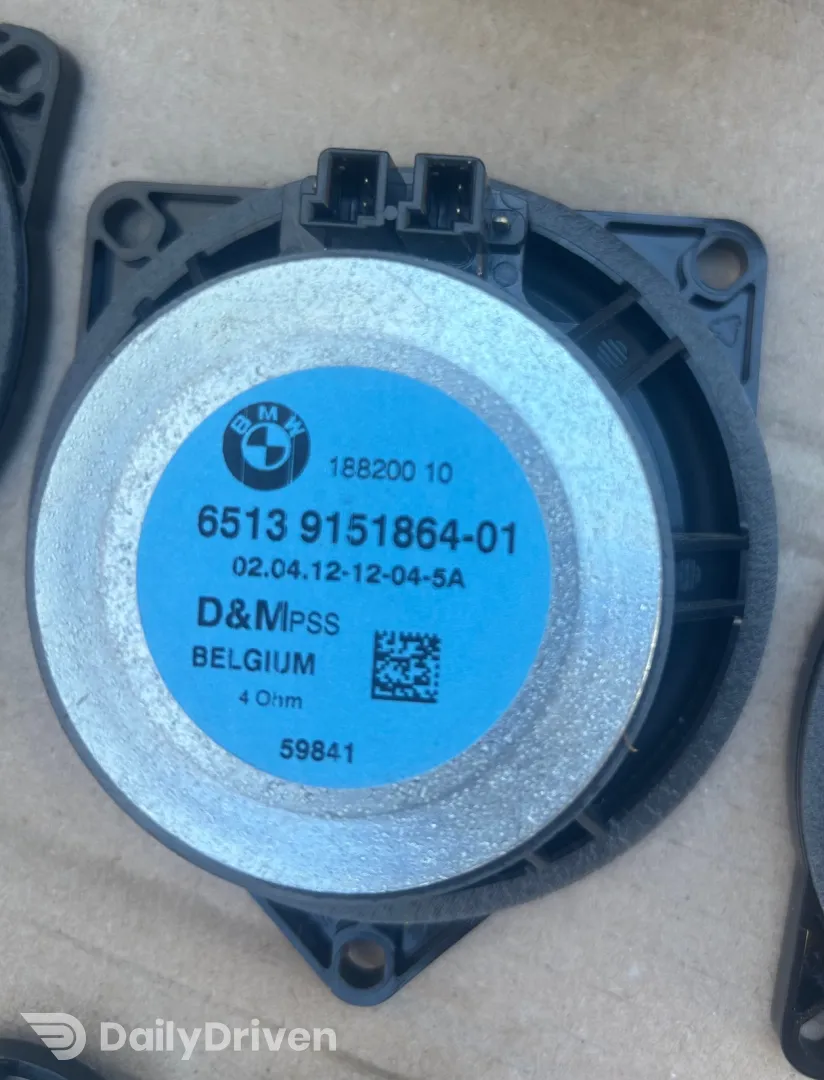 BMW
188200 10
6513 9151864-01
02.04.12-12-04-5A
D&MPSS
BELGIUM
4 Ohm
59841
DailyDriven